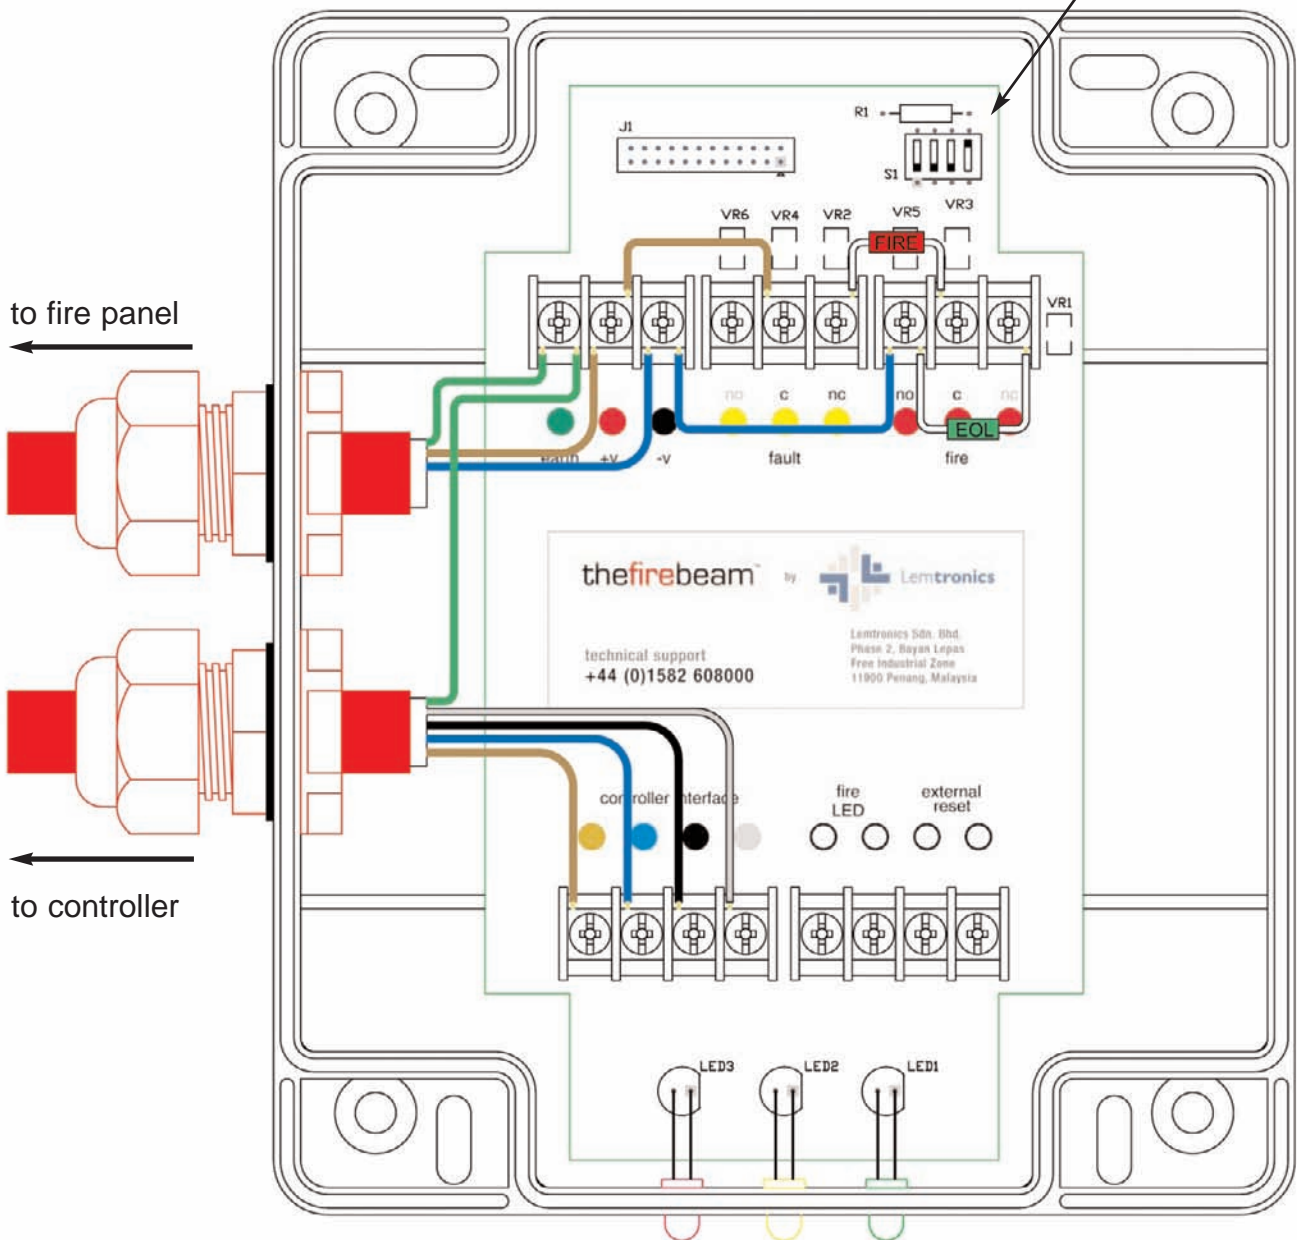 R1
J1
S1
VR6 VR4 VR2 VR5 VR3
FIRE
to fire panel
VR1
no c nc no c nc
EOL
earth +v -v fault fire
thefirebeam™ by Lemtronics
technical support
+44 (0)1582 608000
Lemtronics Sdn. Bhd.
Phase 2, Bayan Lepas
Free Industrial Zone
11900 Penang, Malaysia
controller interface
fire
LED
external
reset
to controller
LED3 LED2 LED1